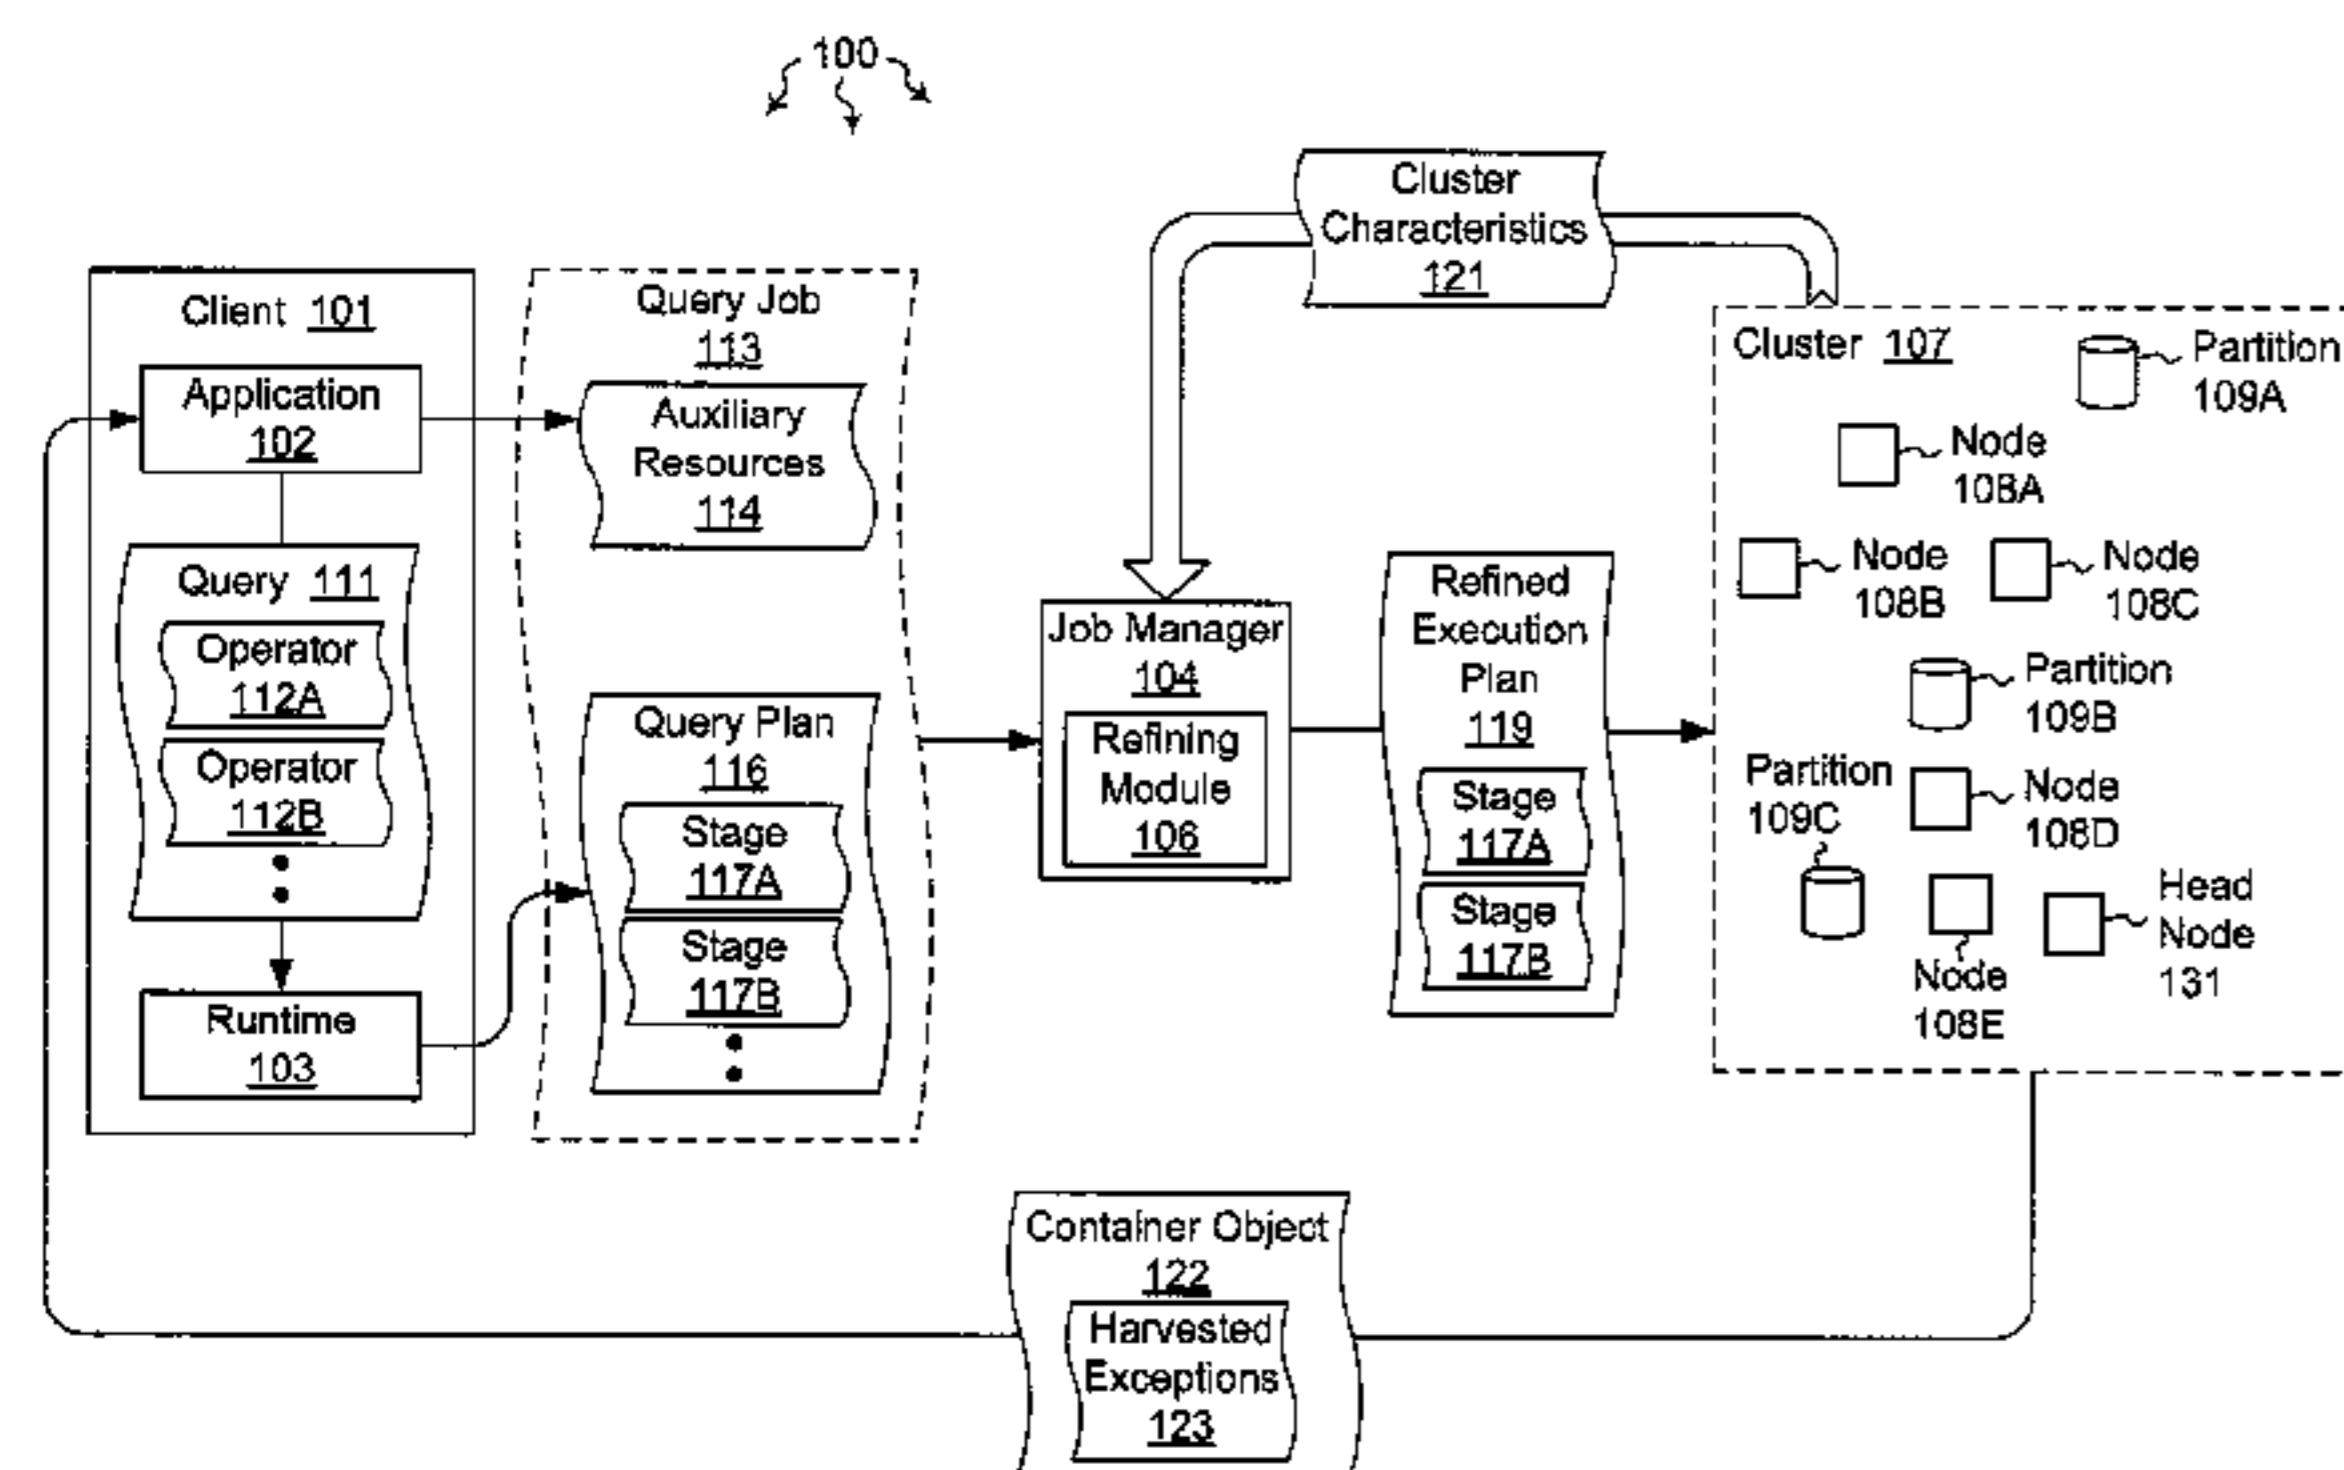 100
Cluster
Characteristics
121
Client 101
Application
102
Query 111
Operator
112A
Operator
112B
Runtime
103
Query Job
113
Auxiliary
Resources
114
Query Plan
116
Stage
117A
Stage
117B
Job Manager
104
Refining
Module
106
Refined
Execution
Plan
119
Stage
117A
Stage
117B
Cluster 107
Partition
109A
Node
108A
Node
108B
Node
108C
Partition
109B
Partition
109C
Node
108D
Node
108E
Head
Node
131
Container Object
122
Harvested
Exceptions
123